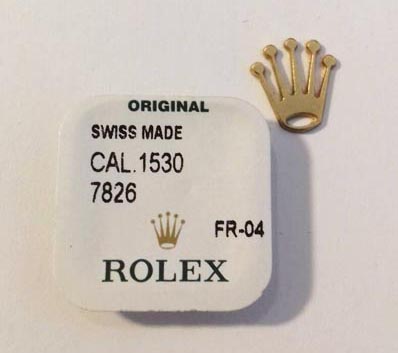 ORIGINAL
SWISS MADE
CAL.1530
7826
FR-04
ROLEX